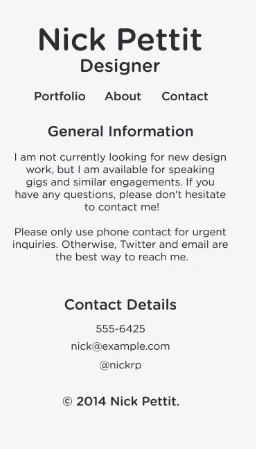 Nick Pettit
Designer
Portfolio About Contact
General Information
I am not currently looking for new design
work, but I am available for speaking
gigs and similar engagements. If you
have any questions, please don't hesitate
to contact me!
Please only use phone contact for urgent
inquiries. Otherwise, Twitter and email are
the best way to reach me.
Contact Details
555-6425
nick@example.com
@nickrp
© 2014 Nick Pettit.